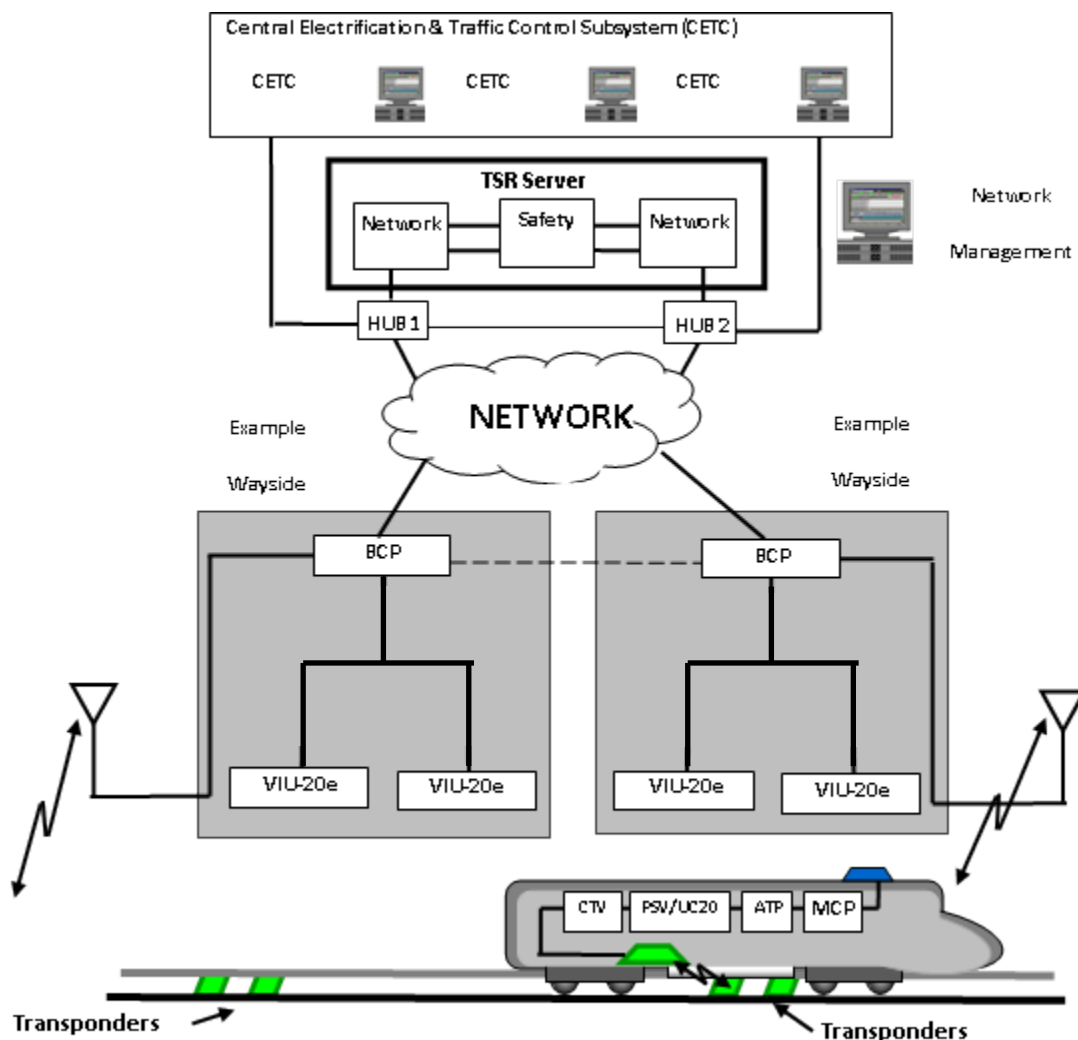 Central Electrification & Traffic Control Subsystem (CETC)
CETC CETC CETC
TSR Server
Network Safety Network
Network
Management
HUB 1 HUB 2
NETWORK
Example
Wayside
Example
Wayside
BCP BCP
VIU-20e VIU-20e VIU-20e VIU-20e
CTV PSV/UC20 ATP MCP
Transponders Transponders